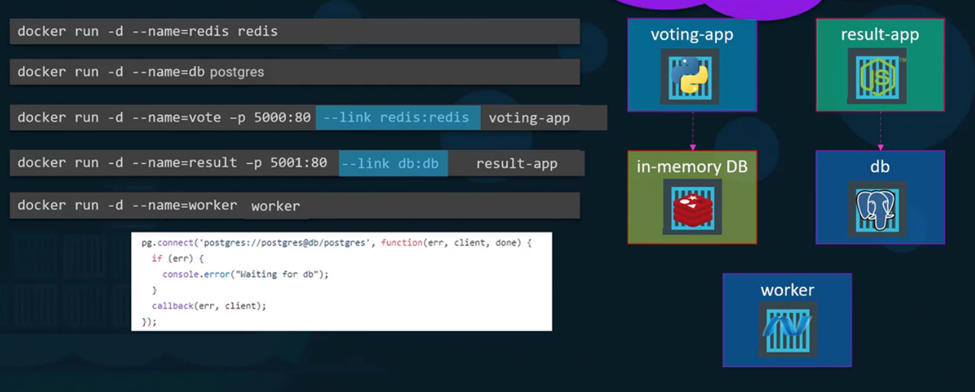 docker run -d --name=redis redis
docker run -d --name=db postgres
docker run -d --name=vote –p 5000:80 --link redis:redis voting-app
docker run -d --name=result –p 5001:80 --link db:db result-app
docker run -d --name=worker worker
pg.connect('postgres://postgres@db/postgres', function(err, client, done) {
if (err) {
console.error("Waiting for db");
}
callback(err, client);
});
voting-app
result-app
JS
in-memory DB
db
worker